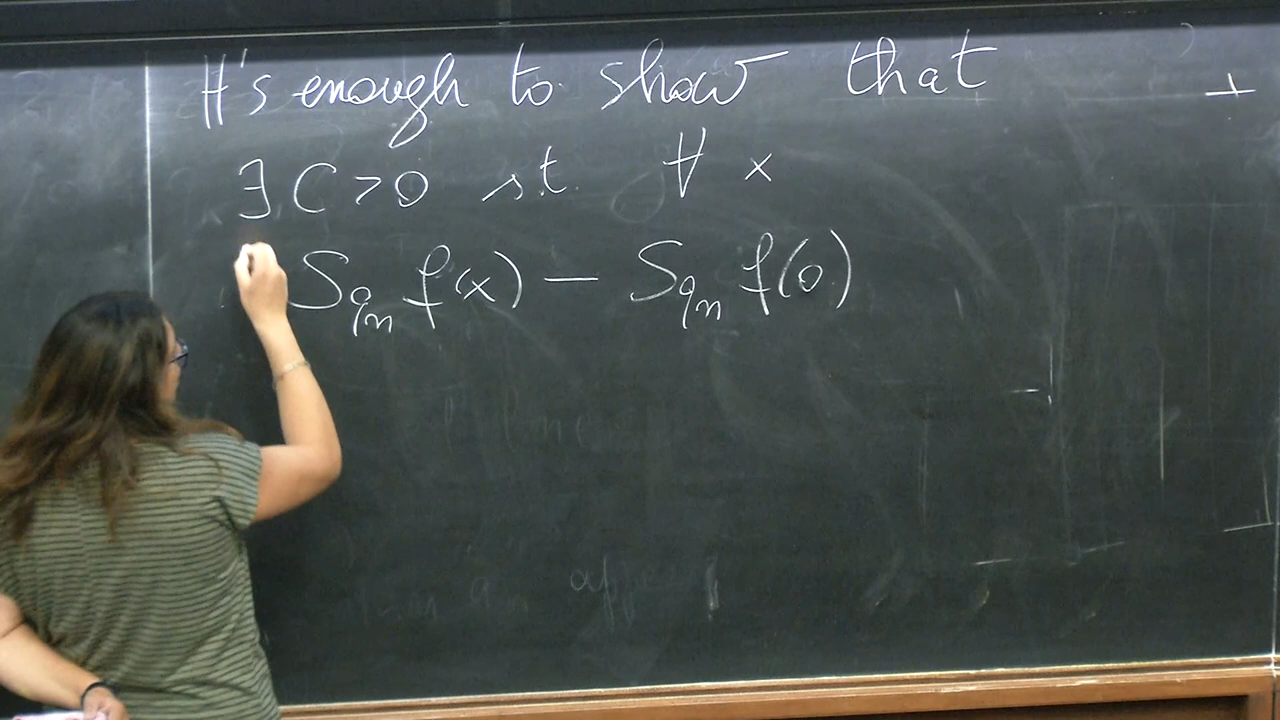 It's enough to show that
∃ C > 0 s.t. ∀ x
S_{q_n} f(x) − S_{q_n} f(0)